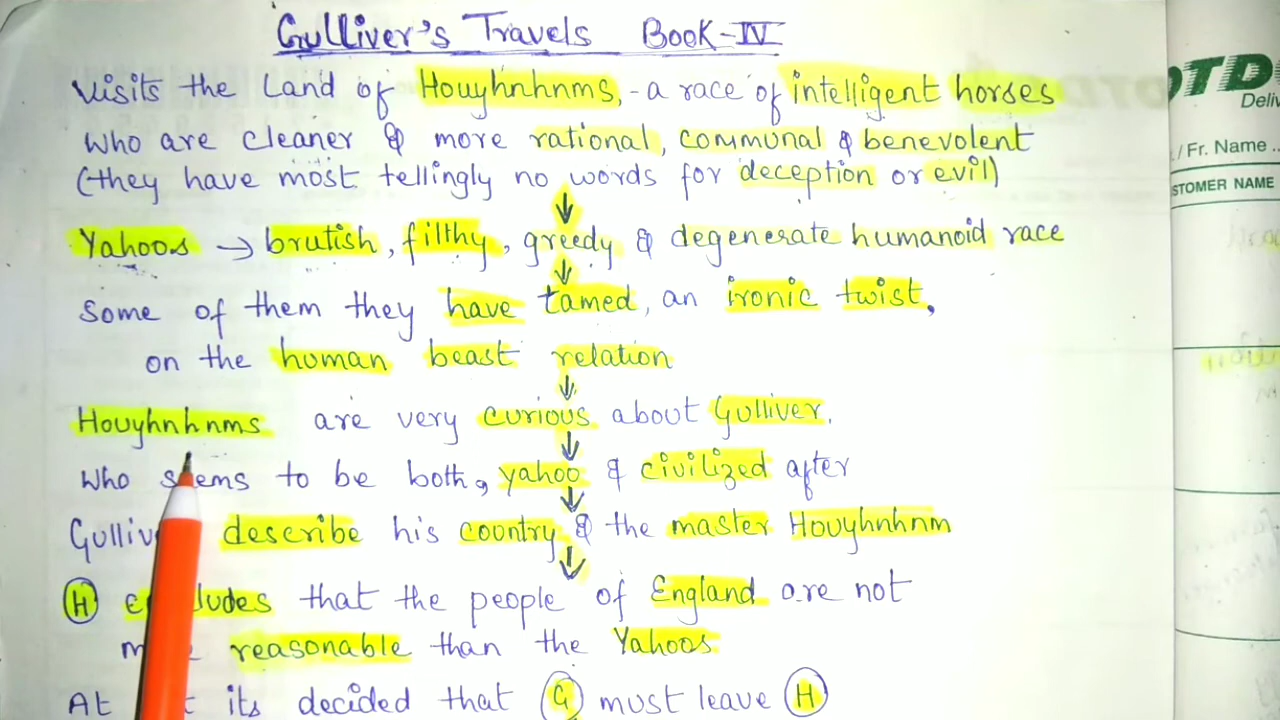 Gulliver's Travels Book-IV
Visits the Land of Houyhnhnms, - a race of intelligent horses
who are cleaner & more rational, communal & benevolent
(they have most tellingly no words for deception or evil)
Yahoos → brutish, filthy, greedy & degenerate humanoid race
Some of them they have tamed, an ironic twist,
on the human beast relation
Houyhnhnms are very curious about Gulliver.
who seems to be both, yahoo & civilized after
describe his country & the master Houyhnhnm
(H) that the people of England are not
reasonable than the Yahoos
At its decided that (G) must leave (H)
OTD
Deliv
/ Fr. Name ..
STOMER NAME